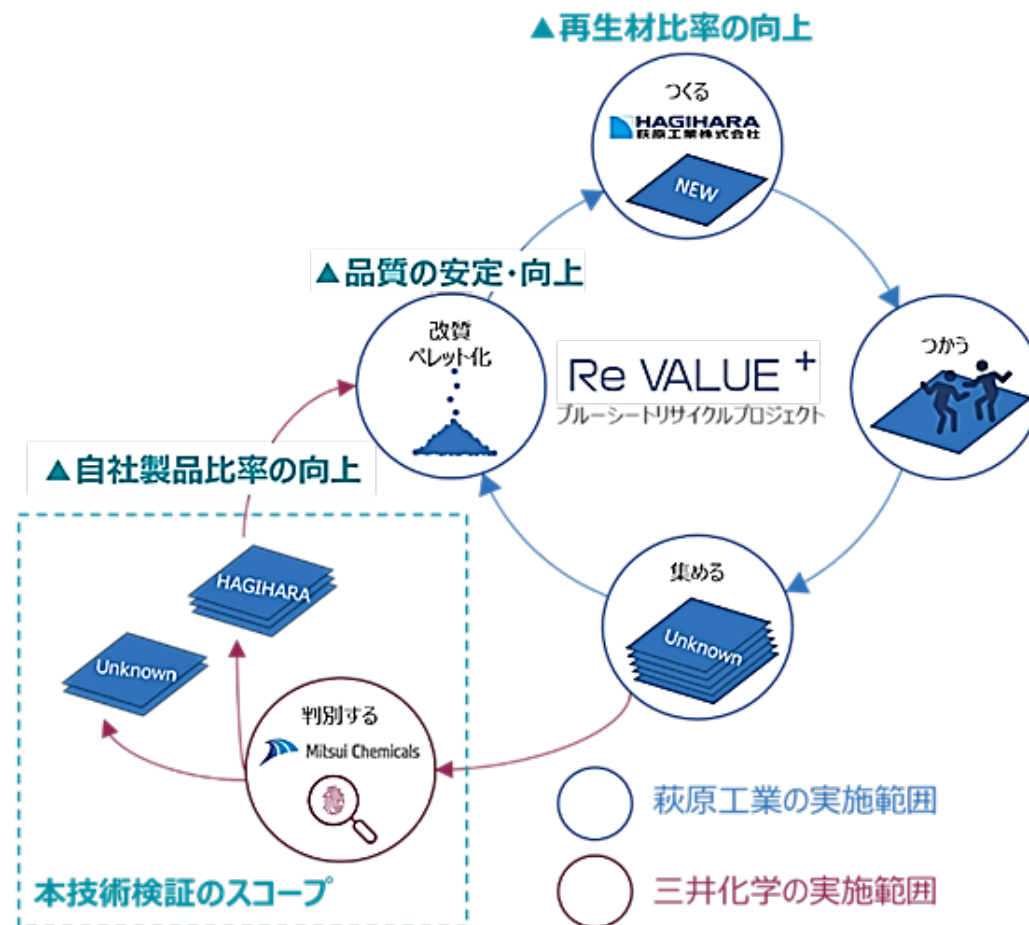 ▲再生材比率の向上
つくる
HAGIHARA
萩原工業株式会社
NEW
▲品質の安定・向上
改質
ペレット化
Re VALUE +
ブルーシートリサイクルプロジェクト
つかう
▲自社製品比率の向上
集める
Unknown
HAGIHARA
Unknown
判別する
Mitsui Chemicals
本技術検証のスコープ
萩原工業の実施範囲
三井化学の実施範囲